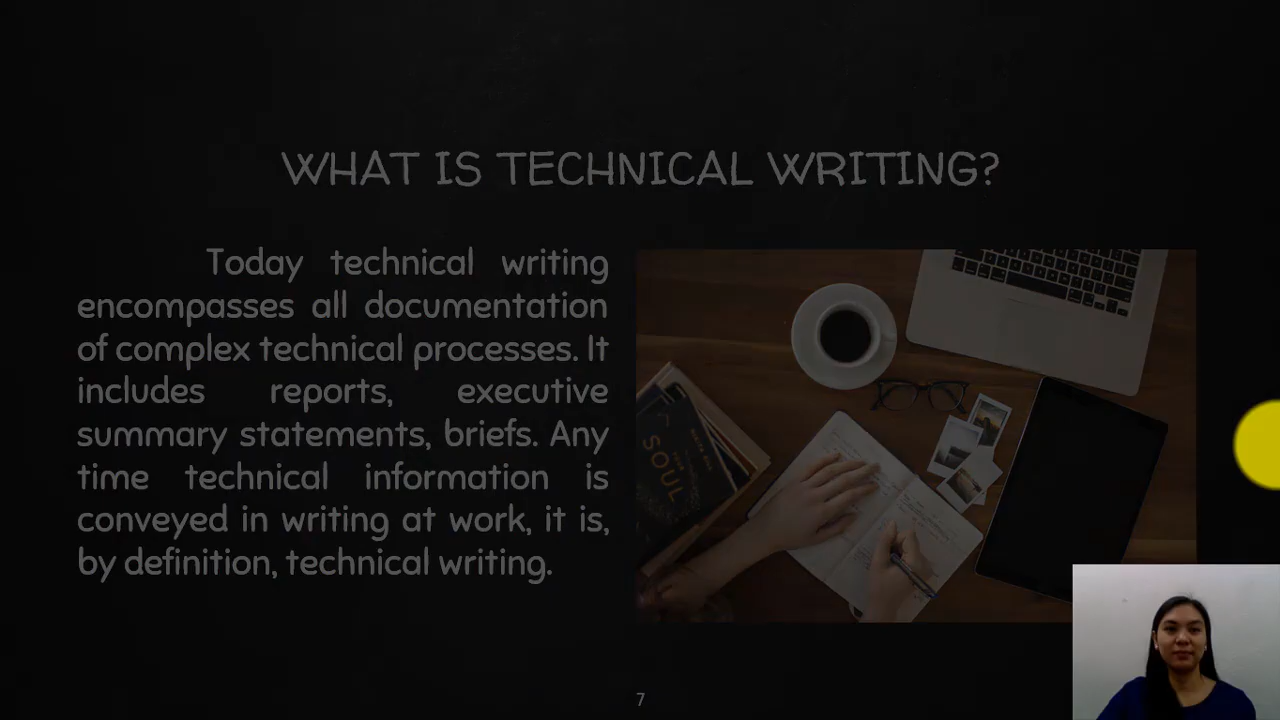 WHAT IS TECHNICAL WRITING?
Today technical writing
encompasses all documentation
of complex technical processes. It
includes reports, executive
summary statements, briefs. Any
time technical information is
conveyed in writing at work, it is,
by definition, technical writing.
SOUL
7